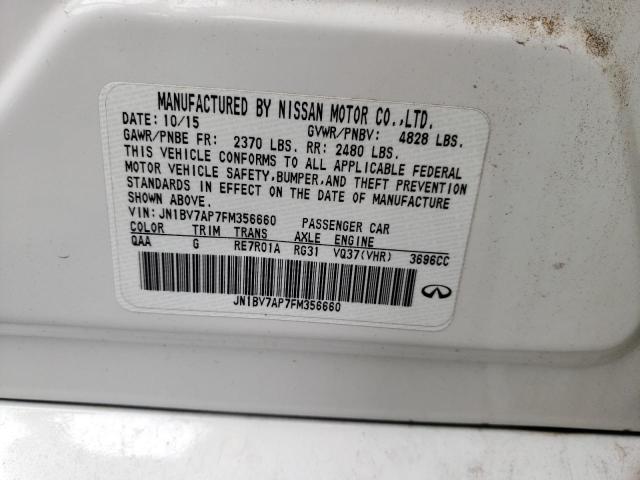 MANUFACTURED BY NISSAN MOTOR CO.,LTD.
DATE: 10/15 GVWR/PNBV: 4828 LBS.
GAWR/PNBE FR: 2370 LBS. RR: 2480 LBS.
THIS VEHICLE CONFORMS TO ALL APPLICABLE FEDERAL
MOTOR VEHICLE SAFETY,BUMPER,AND THEFT PREVENTION
STANDARDS IN EFFECT ON THE DATE OF MANUFACTURE
SHOWN ABOVE.
VIN: JN1BV7AP7FM356660 PASSENGER CAR
COLOR TRIM TRANS AXLE ENGINE
QAA G RE7R01A RG31 VQ37(VHR) 3696CC
JN1BV7AP7FM356660